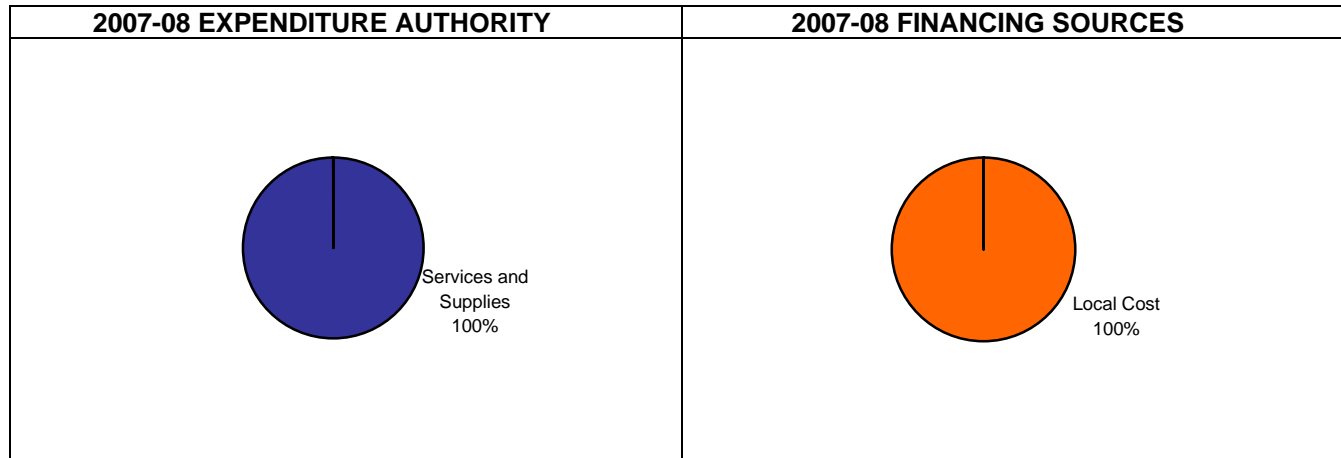 2007-08 EXPENDITURE AUTHORITY
2007-08 FINANCING SOURCES
Services and
Supplies
100%
Local Cost
100%